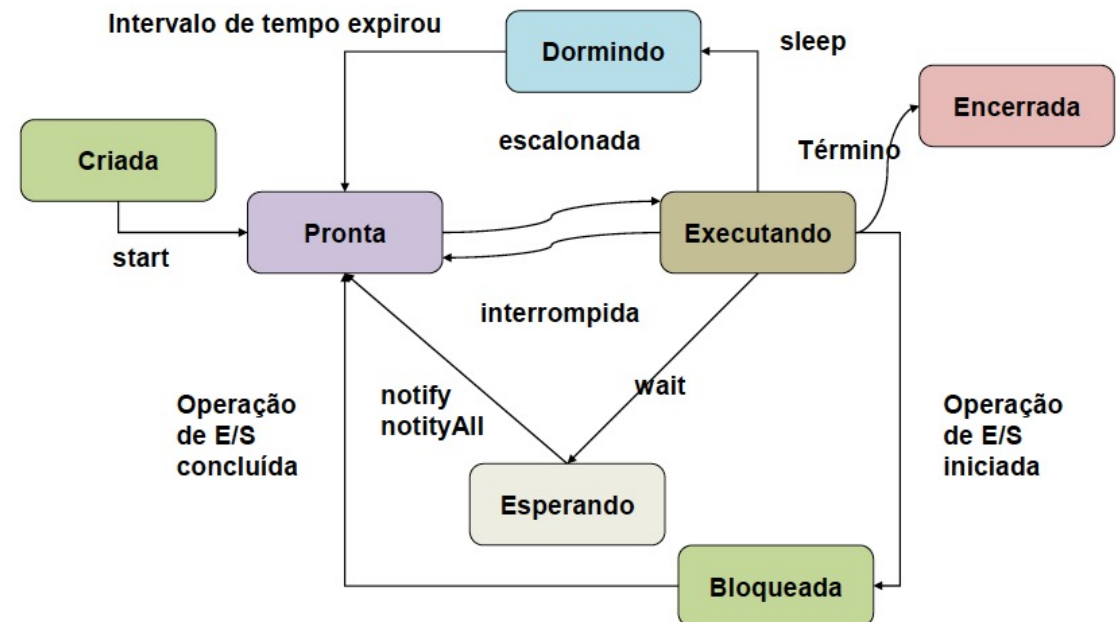 Intervalo de tempo expirou
Dormindo
sleep
Encerrada
Criada
escalonada
Término
Pronta
Executando
start
interrompida
wait
notify
notityAll
Operação
de E/S
concluída
Operação
de E/S
iniciada
Esperando
Bloqueada